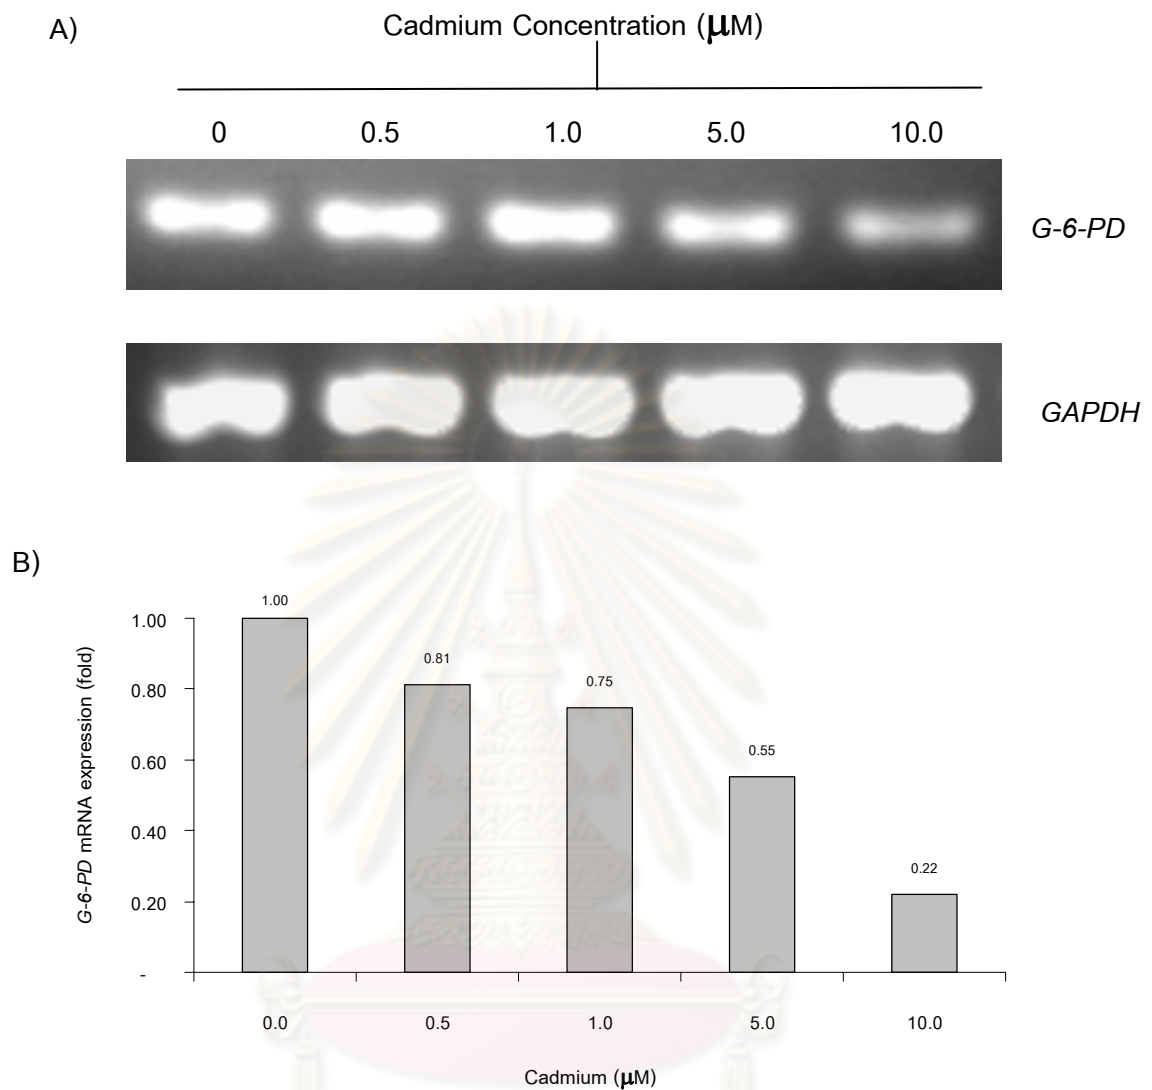 A)
Cadmium Concentration (μM)
0 0.5 1.0 5.0 10.0
G-6-PD
GAPDH
B)
G-6-PD mRNA expression (fold)
1.00
0.80
0.60
0.40
0.20
-
1.00
0.81
0.75
0.55
0.22
0.0 0.5 1.0 5.0 10.0
Cadmium (μM)